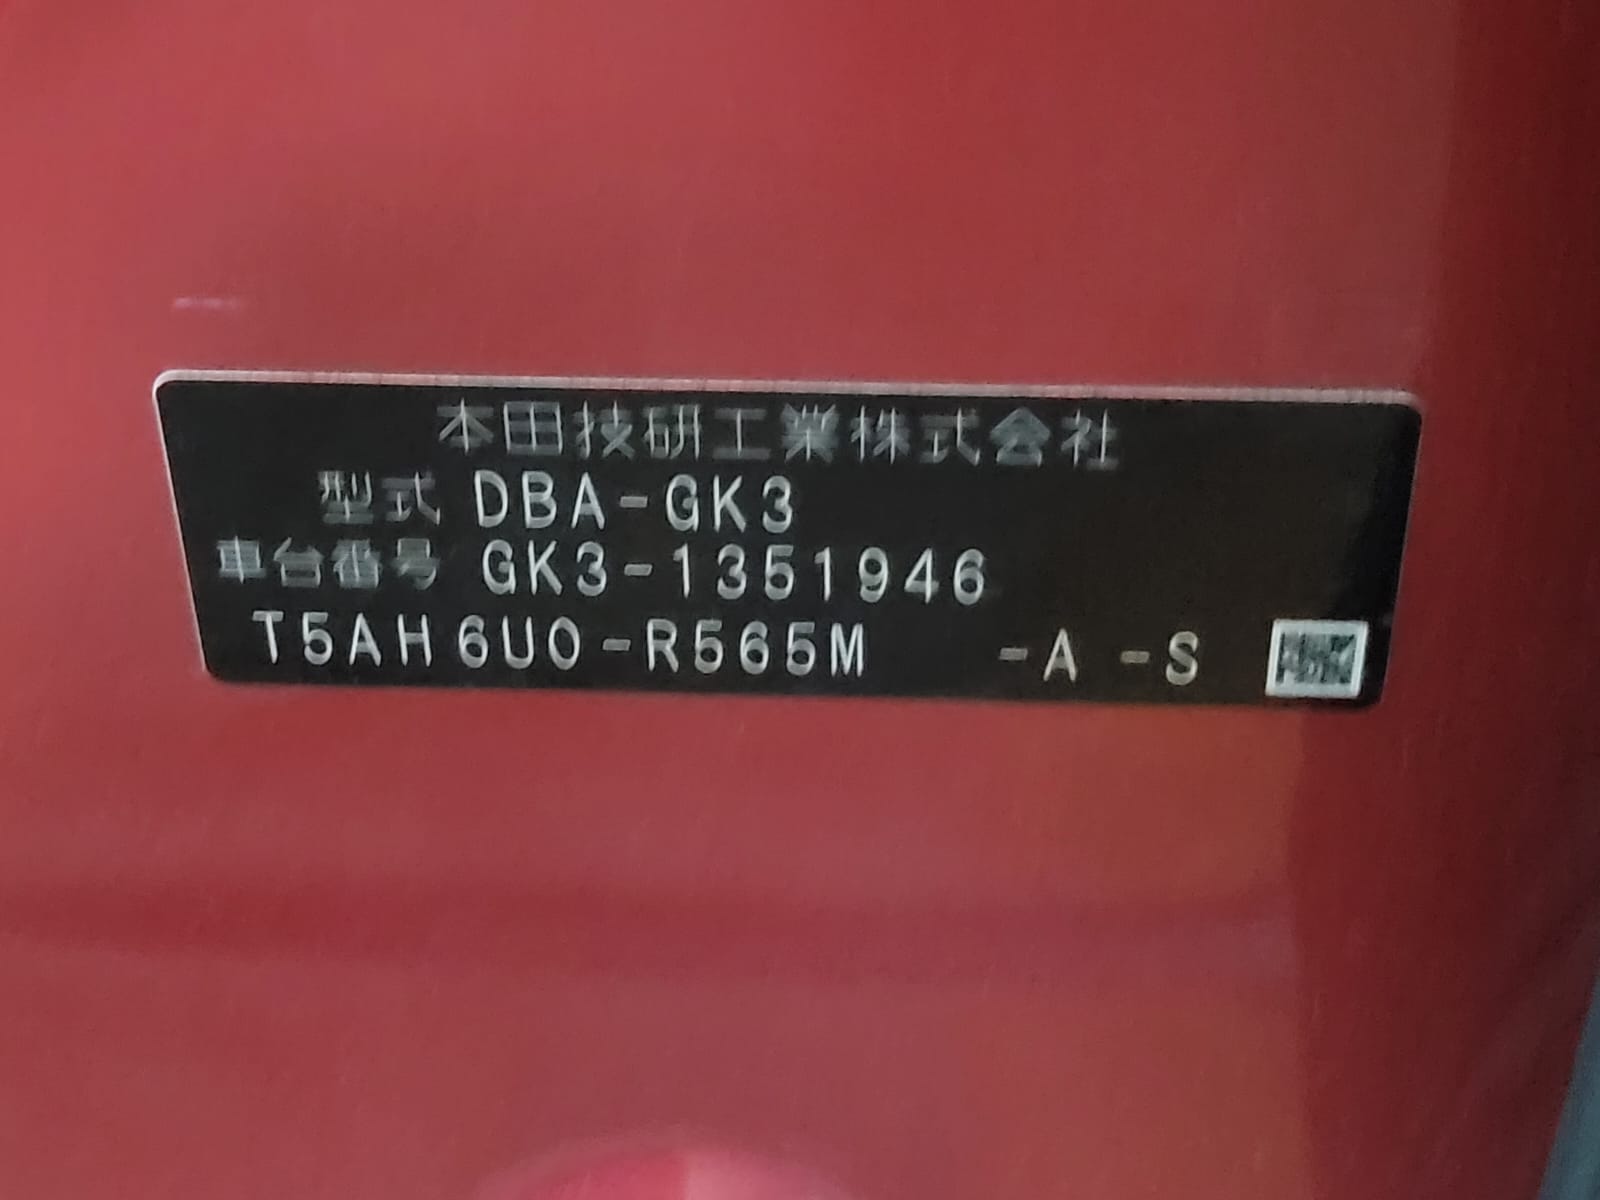 本田技研工業株式会社
型式 DBA-GK3
車台番号 GK3-1351946
T5AH6U0-R565M -A -S